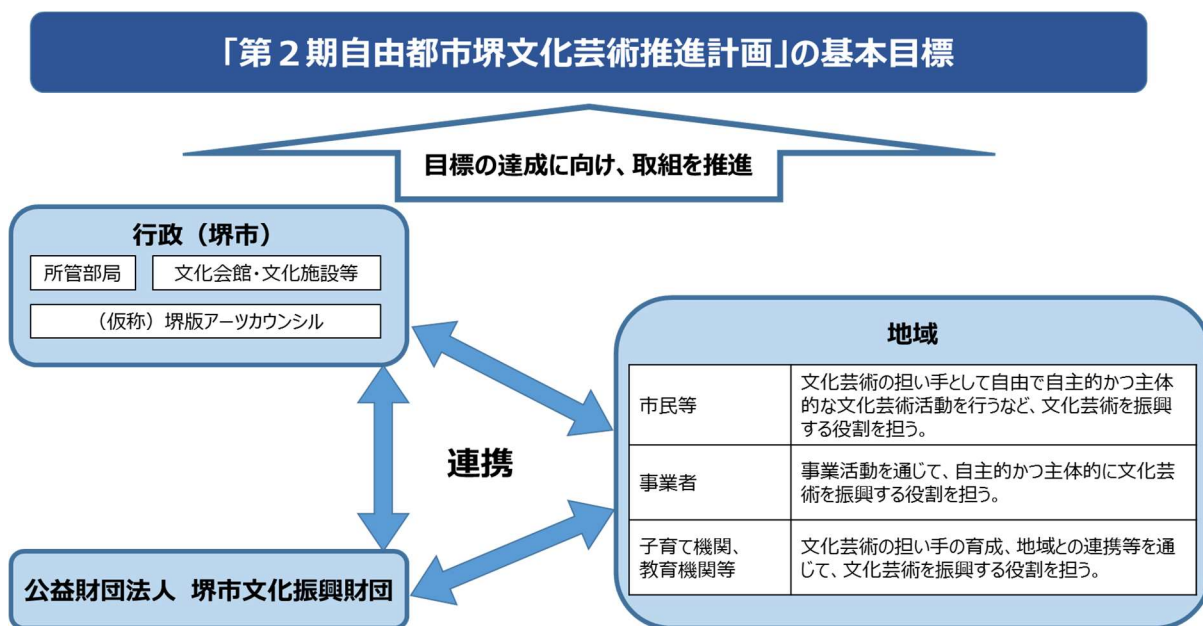 「第2期自由都市堺文化芸術推進計画」の基本目標
目標の達成に向け、取組を推進
行政（堺市）
所管部局
文化会館・文化施設等
（仮称）堺版アーツカウンシル
連携
公益財団法人 堺市文化振興財団
地域
市民等
文化芸術の担い手として自由で自主的かつ主体
的な文化芸術活動を行うなど、文化芸術を振興
する役割を担う。
事業者
事業活動を通じて、自主的かつ主体的に文化芸
術を振興する役割を担う。
子育て機関、
教育機関等
文化芸術の担い手の育成、地域との連携等を通
じて、文化芸術を振興する役割を担う。